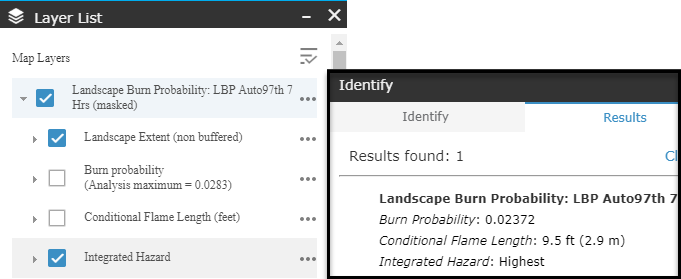 Layer List
Map Layers
Landscape Burn Probability: LBP Auto97th 7
Hrs (masked)
Landscape Extent (non buffered)
Burn probability
(Analysis maximum = 0.0283)
Conditional Flame Length (feet)
Integrated Hazard
Identify
Identify
Results
Results found: 1
Cl
Landscape Burn Probability: LBP Auto97th 7
Burn Probability: 0.02372
Conditional Flame Length: 9.5 ft (2.9 m)
Integrated Hazard: Highest